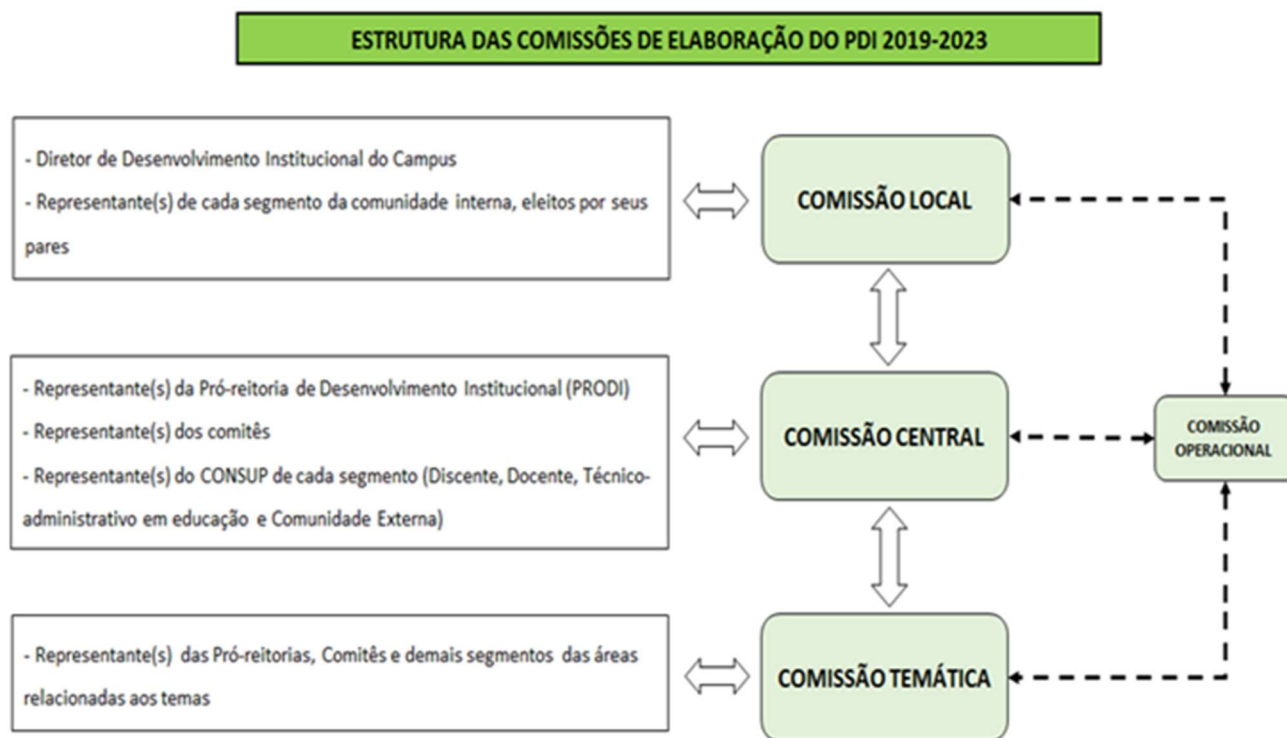 ESTRUTURA DAS COMISSÕES DE ELABORAÇÃO DO PDI 2019-2023
- Diretor de Desenvolvimento Institucional do Campus
- Representante(s) de cada segmento da comunidade interna, eleitos por seus
pares
COMISSÃO LOCAL
- Representante(s) da Pró-reitoria de Desenvolvimento Institucional (PRODI)
- Representante(s) dos comitês
- Representante(s) do CONSUP de cada segmento (Discente, Docente, Técnico-
administrativo em educação e Comunidade Externa)
COMISSÃO CENTRAL
COMISSÃO
OPERACIONAL
- Representante(s) das Pró-reitorias, Comitês e demais segmentos das áreas
relacionadas aos temas
COMISSÃO TEMÁTICA